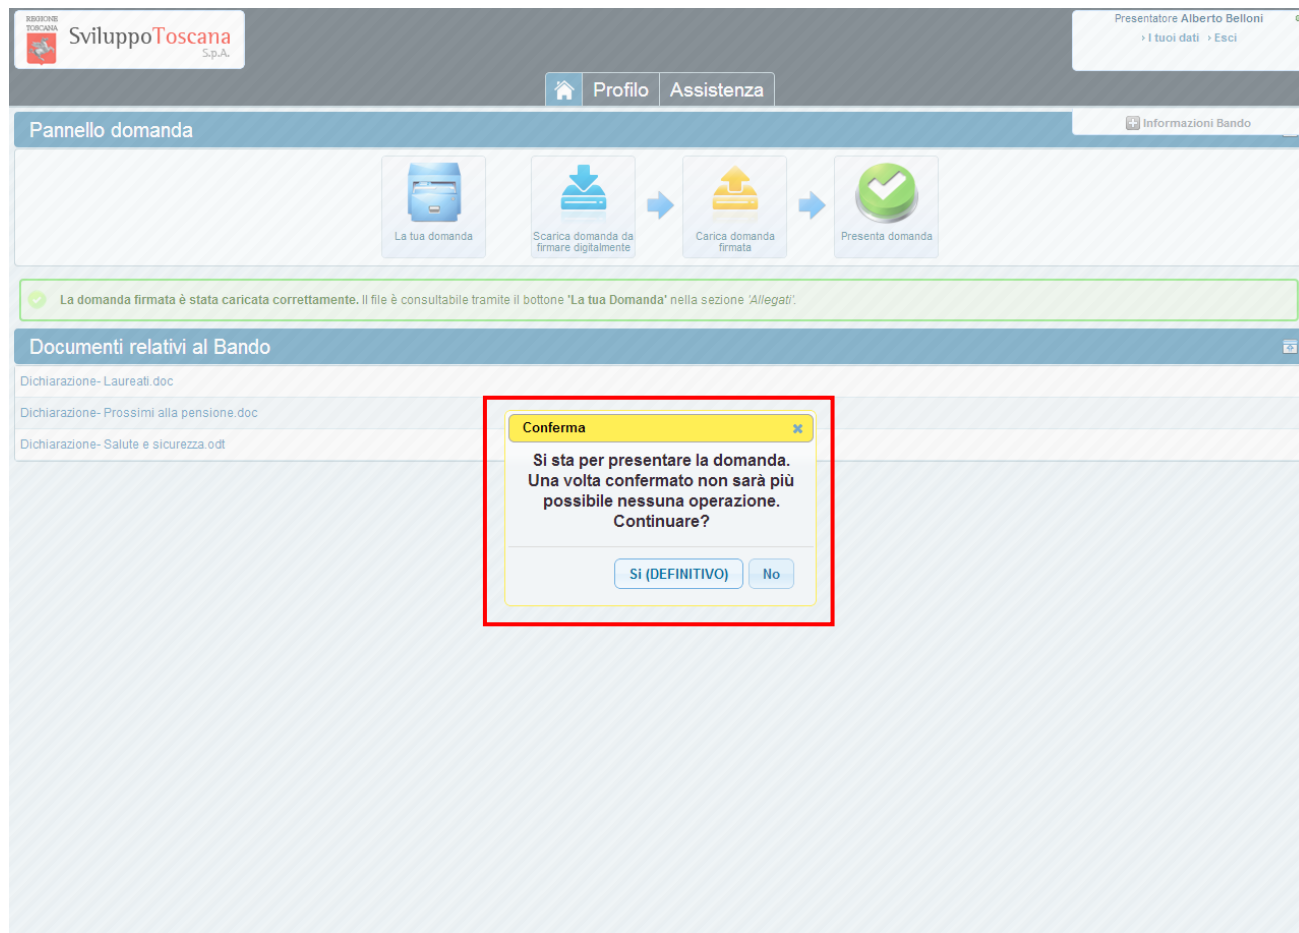 REGIONE
TOSCANA
SviluppoToscana
S.p.A.
Presentatore Alberto Belloni
› I tuoi dati › Esci
Profilo Assistenza
Pannello domanda
Informazioni Bando
La tua domanda
Scarica domanda da
firmare digitalmente
Carica domanda
firmata
Presenta domanda
La domanda firmata è stata caricata correttamente. Il file è consultabile tramite il bottone 'La tua Domanda' nella sezione 'Allegati'.
Documenti relativi al Bando
Dichiarazione- Laureati.doc
Dichiarazione- Prossimi alla pensione.doc
Dichiarazione- Salute e sicurezza.odt
Conferma
Si sta per presentare la domanda.
Una volta confermato non sarà più
possibile nessuna operazione.
Continuare?
Si (DEFINITIVO) No